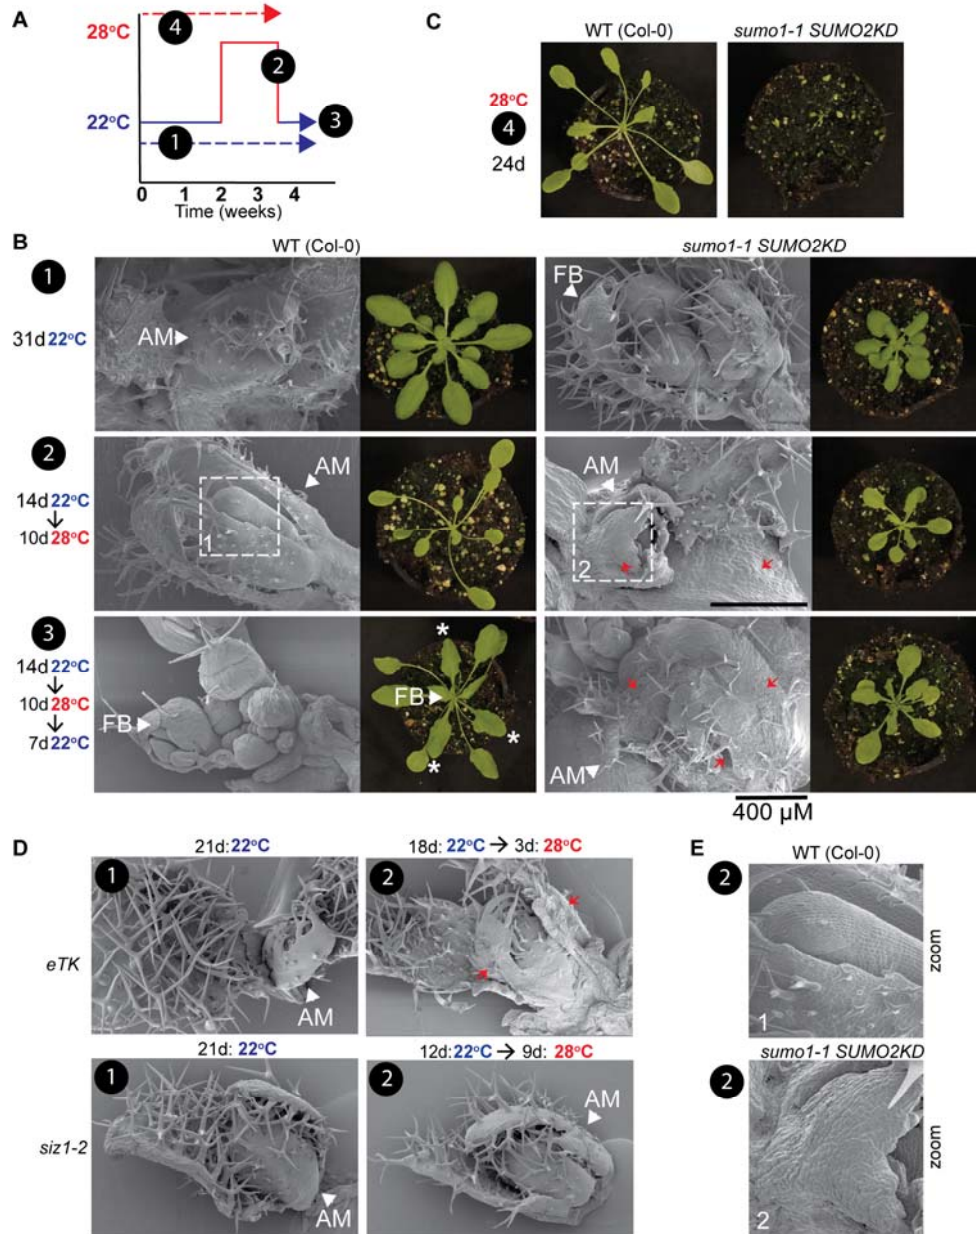 A
28°C
4
2
22°C
3
1
0 1 2 3 4
Time (weeks)
C
WT (Col-0) sumo1-1 SUMO2KD
28°C
4
24d
B
WT (Col-0) sumo1-1 SUMO2KD
1
31d 22°C
AM
FB
2
14d 22°C
↓
10d 28°C
AM
1
AM
2
3
14d 22°C
↓
10d 28°C
↓
7d 22°C
FB
*
FB
*
*
AM
400 µM
D
21d: 22°C 18d: 22°C → 3d: 28°C
eTK
1
AM
2
21d: 22°C 12d: 22°C → 9d: 28°C
siz1-2
1
AM
2
AM
E
WT (Col-0)
2
1
zoom
sumo1-1 SUMO2KD
2
2
zoom